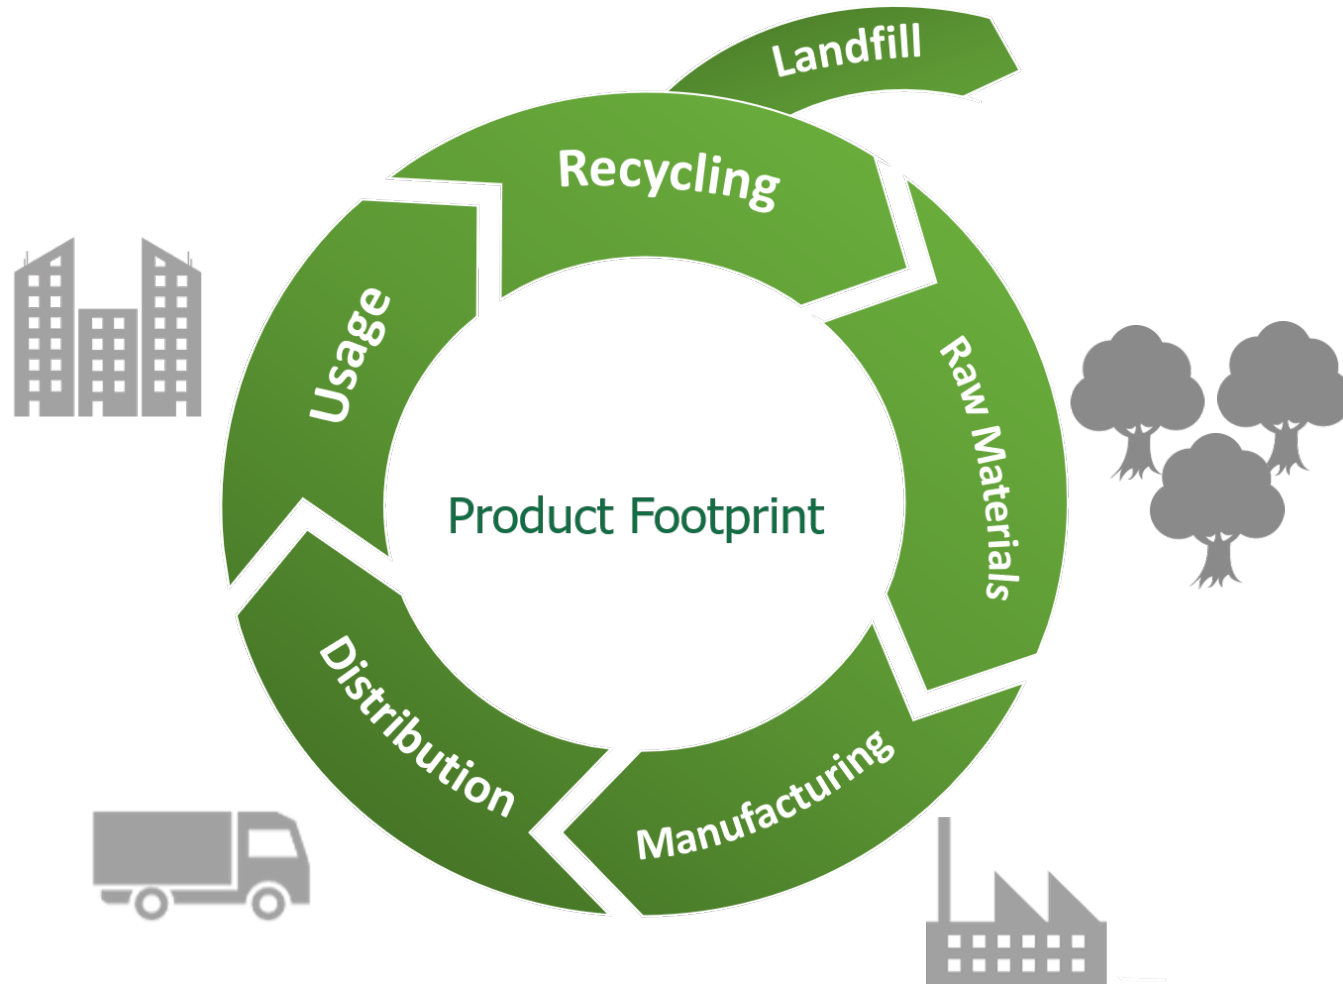 Landfill
Recycling
Usage
Raw Materials
Product Footprint
Distribution
Manufacturing